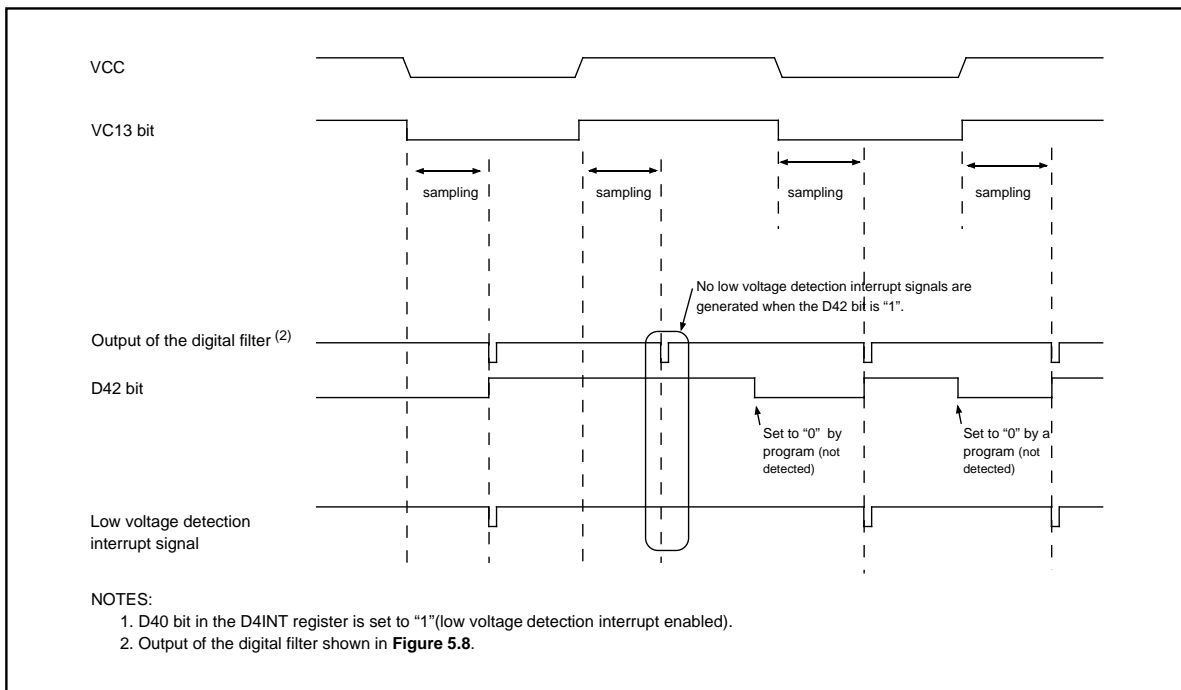 VCC
VC13 bit
sampling
sampling
sampling
sampling
No low voltage detection interrupt signals are
generated when the D42 bit is “1”.
Output of the digital filter (2)
D42 bit
Set to “0” by
program (not
detected)
Set to “0” by a
program (not
detected)
Low voltage detection
interrupt signal
NOTES:
1. D40 bit in the D4INT register is set to “1”(low voltage detection interrupt enabled).
2. Output of the digital filter shown in Figure 5.8.